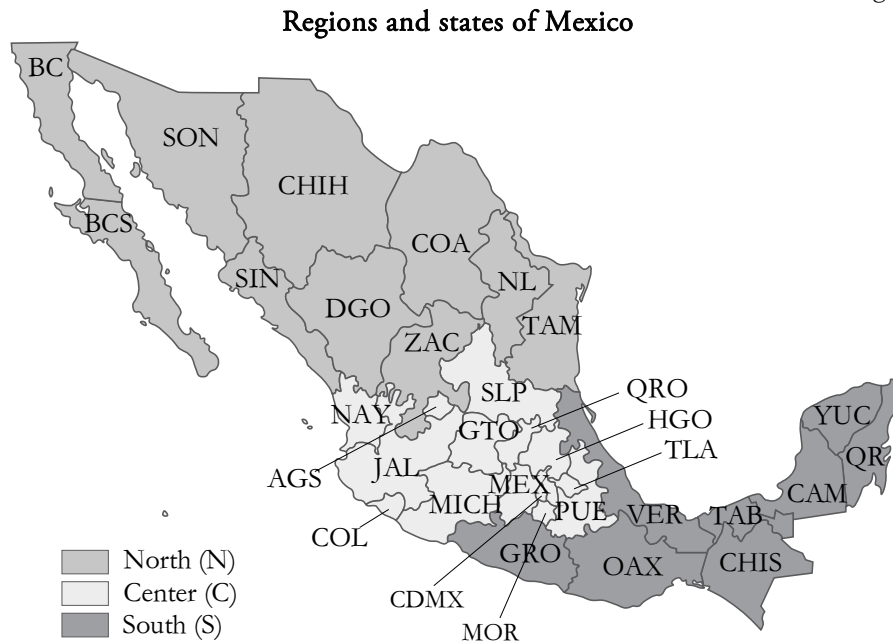 Regions and states of Mexico
BC
SON
CHIH
BCS
COA
SIN
NL
DGO
TAM
ZAC
SLP
QRO
NAY
HGO
YUC
GTO
TLA
QR
JAL
AGS
MEX
CAM
MICH
PUE
VER
TAB
COL
GRO
OAX
CHIS
CDMX
MOR
North (N)
Center (C)
South (S)